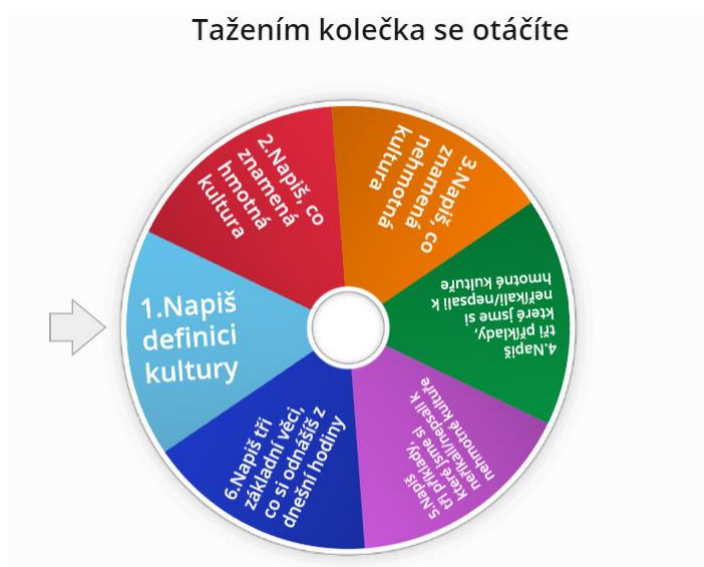 Tažením kolečka se otáčíte
1.Napiš
definici
kultury
2.Napiš, co
znamená
hmotná
kultura
3.Napiš, co
znamená
nehmotná
kultura
4.Napiš
tři příklady,
které jsme si
neříkali/nepsali k
hmotné kultuře
5.Napiš
tři příklady,
které jsme si
neříkali/nepsali k
nehmotné kultuře
6.Napiš tři
základní věci,
co si odnášíš z
dnešní hodiny